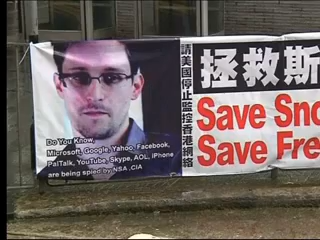 Do You Know,
Microsoft, Google, Yahoo, Facebook,
PalTalk, YouTube, Skype, AOL, iPhone
are being spied by NSA ,CIA
請美國停止監控香港網絡
拯救斯
Save Sno
Save Fre